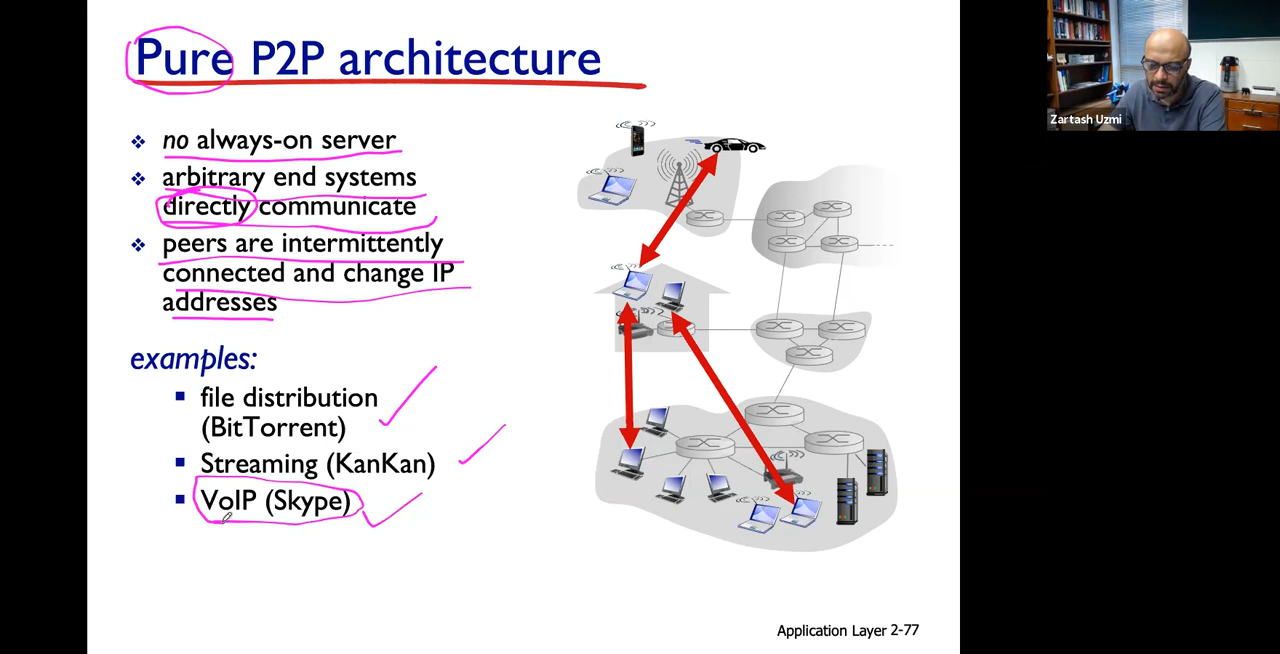 Pure P2P architecture
Zartash Uzmi
no always-on server
arbitrary end systems
directly communicate
peers are intermittently
connected and change IP
addresses
examples:
file distribution
(BitTorrent)
Streaming (KanKan)
VoIP (Skype)
Application Layer 2-77